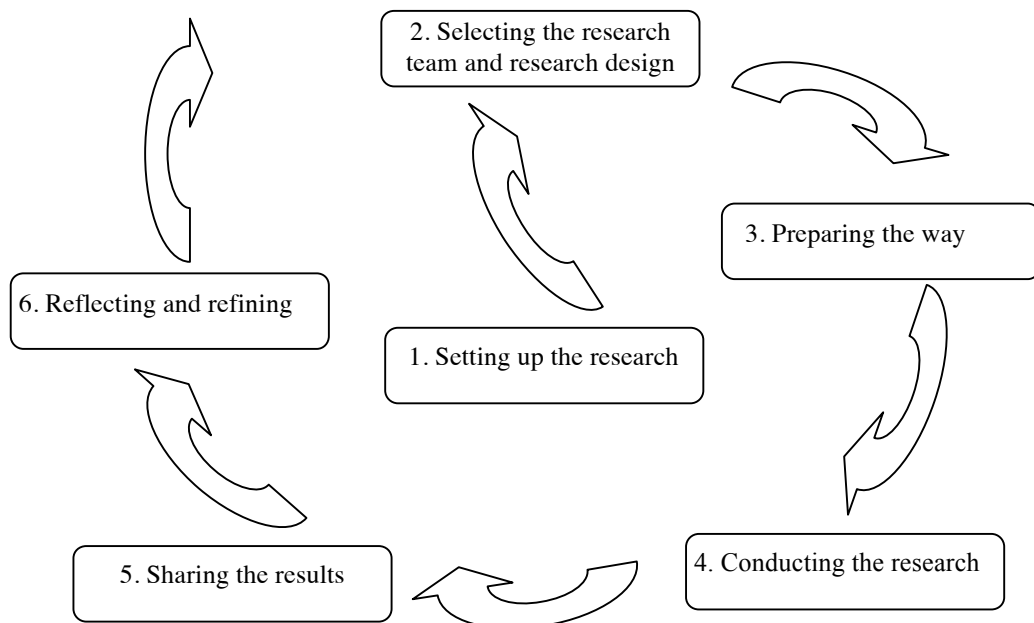 2. Selecting the research
team and research design
3. Preparing the way
6. Reflecting and refining
1. Setting up the research
5. Sharing the results
4. Conducting the research